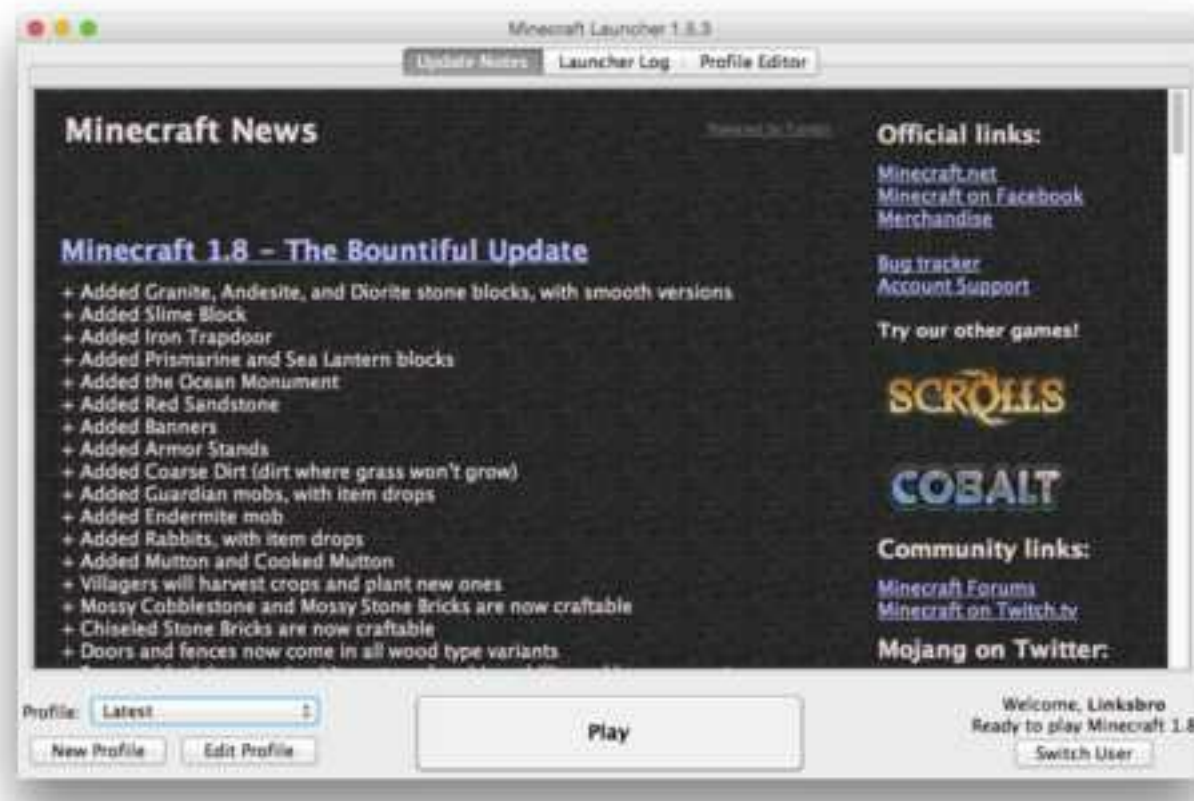 Minecraft Launcher 1.5.3
Update Notes Launcher Log Profile Editor
Minecraft News
Powered by Tumblr
Minecraft 1.8 – The Bountiful Update
+ Added Granite, Andesite, and Diorite stone blocks, with smooth versions
+ Added Slime Block
+ Added Iron Trapdoor
+ Added Prismarine and Sea Lantern blocks
+ Added the Ocean Monument
+ Added Red Sandstone
+ Added Banners
+ Added Armor Stands
+ Added Coarse Dirt (dirt where grass won't grow)
+ Added Guardian mobs, with item drops
+ Added Endermite mob
+ Added Rabbits, with item drops
+ Added Mutton and Cooked Mutton
+ Villagers will harvest crops and plant new ones
+ Mossy Cobblestone and Mossy Stone Bricks are now craftable
+ Chiseled Stone Bricks are now craftable
+ Doors and fences now come in all wood type variants
Official links:
Minecraft.net
Minecraft on Facebook
Merchandise
Bug tracker
Account Support
Try our other games!
SCROLLS
COBALT
Community links:
Minecraft Forums
Minecraft on Twitch.tv
Mojang on Twitter:
Profile: Latest
New Profile Edit Profile
Play
Welcome, Linksbro
Ready to play Minecraft 1.8
Switch User